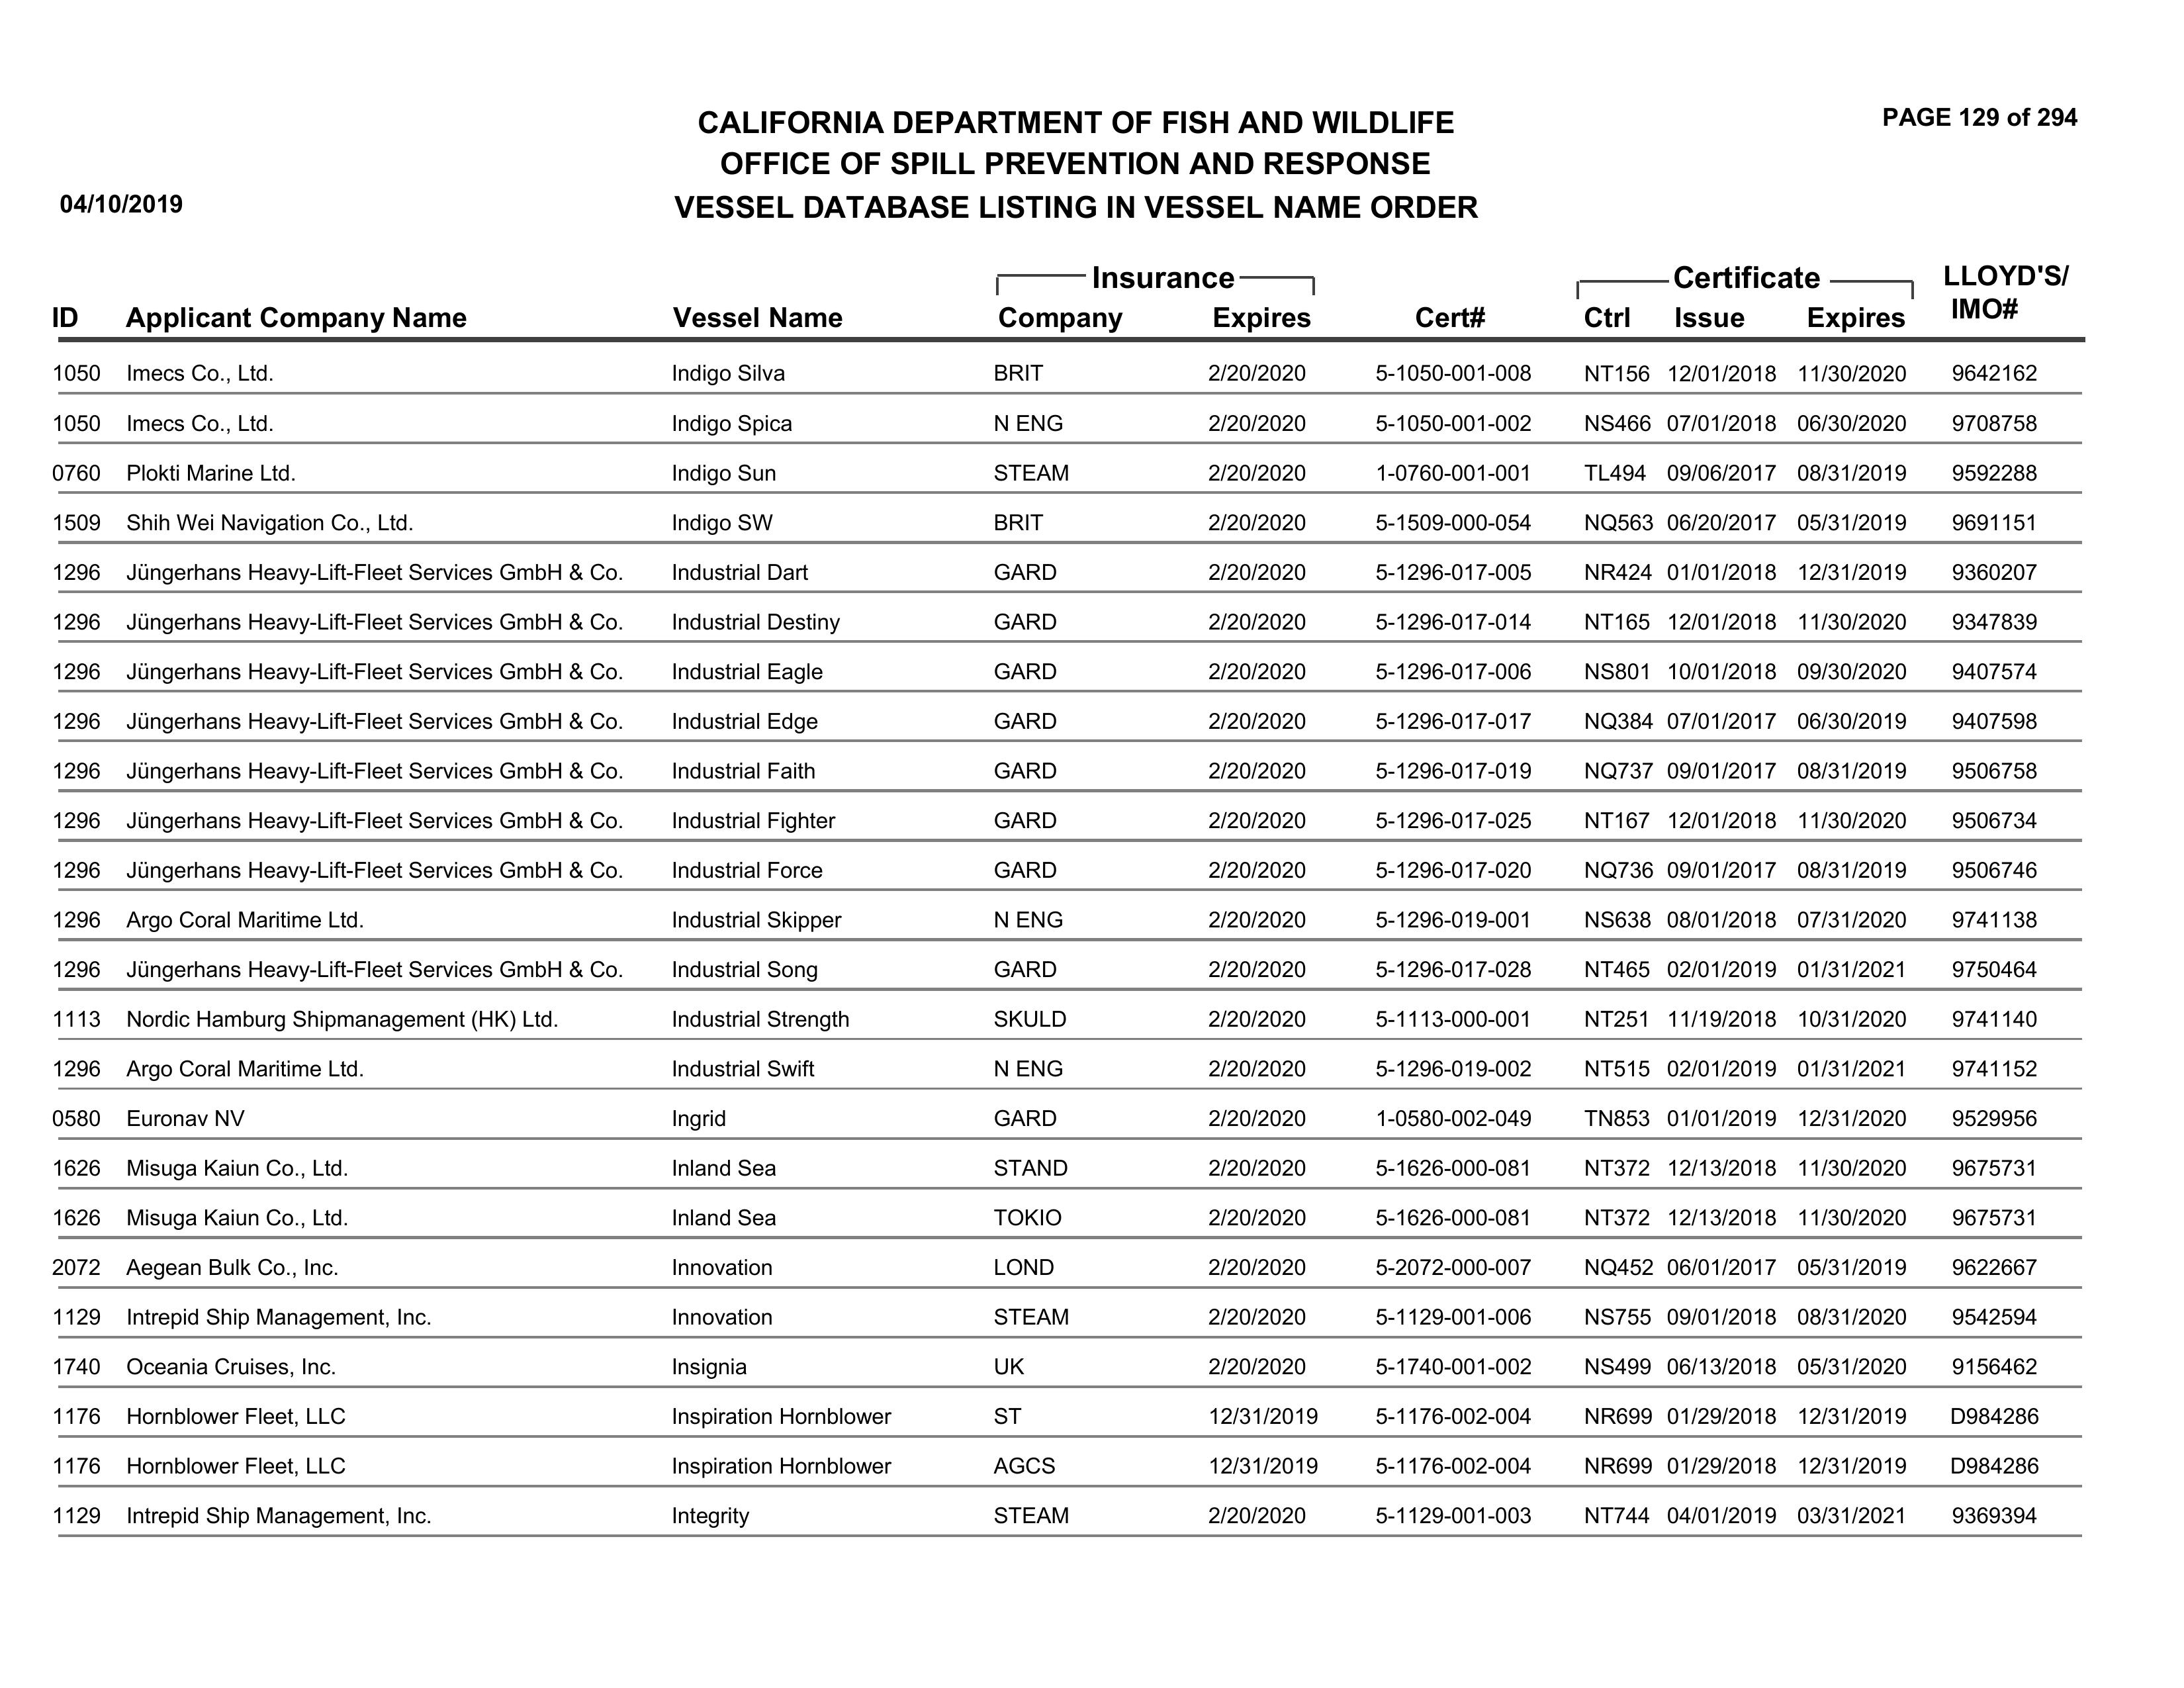 PAGE 129 of 294
CALIFORNIA DEPARTMENT OF FISH AND WILDLIFE
OFFICE OF SPILL PREVENTION AND RESPONSE
04/10/2019 VESSEL DATABASE LISTING IN VESSEL NAME ORDER
Insurance Certificate LLOYD'S/
ID Applicant Company Name Vessel Name Company Expires Cert# Ctrl Issue Expires IMO#
1050 Imecs Co., Ltd. Indigo Silva BRIT 2/20/2020 5-1050-001-008 NT156 12/01/2018 11/30/2020 9642162
1050 Imecs Co., Ltd. Indigo Spica N ENG 2/20/2020 5-1050-001-002 NS466 07/01/2018 06/30/2020 9708758
0760 Plokti Marine Ltd. Indigo Sun STEAM 2/20/2020 1-0760-001-001 TL494 09/06/2017 08/31/2019 9592288
1509 Shih Wei Navigation Co., Ltd. Indigo SW BRIT 2/20/2020 5-1509-000-054 NQ563 06/20/2017 05/31/2019 9691151
1296 Jüngerhans Heavy-Lift-Fleet Services GmbH & Co. Industrial Dart GARD 2/20/2020 5-1296-017-005 NR424 01/01/2018 12/31/2019 9360207
1296 Jüngerhans Heavy-Lift-Fleet Services GmbH & Co. Industrial Destiny GARD 2/20/2020 5-1296-017-014 NT165 12/01/2018 11/30/2020 9347839
1296 Jüngerhans Heavy-Lift-Fleet Services GmbH & Co. Industrial Eagle GARD 2/20/2020 5-1296-017-006 NS801 10/01/2018 09/30/2020 9407574
1296 Jüngerhans Heavy-Lift-Fleet Services GmbH & Co. Industrial Edge GARD 2/20/2020 5-1296-017-017 NQ384 07/01/2017 06/30/2019 9407598
1296 Jüngerhans Heavy-Lift-Fleet Services GmbH & Co. Industrial Faith GARD 2/20/2020 5-1296-017-019 NQ737 09/01/2017 08/31/2019 9506758
1296 Jüngerhans Heavy-Lift-Fleet Services GmbH & Co. Industrial Fighter GARD 2/20/2020 5-1296-017-025 NT167 12/01/2018 11/30/2020 9506734
1296 Jüngerhans Heavy-Lift-Fleet Services GmbH & Co. Industrial Force GARD 2/20/2020 5-1296-017-020 NQ736 09/01/2017 08/31/2019 9506746
1296 Argo Coral Maritime Ltd. Industrial Skipper N ENG 2/20/2020 5-1296-019-001 NS638 08/01/2018 07/31/2020 9741138
1296 Jüngerhans Heavy-Lift-Fleet Services GmbH & Co. Industrial Song GARD 2/20/2020 5-1296-017-028 NT465 02/01/2019 01/31/2021 9750464
1113 Nordic Hamburg Shipmanagement (HK) Ltd. Industrial Strength SKULD 2/20/2020 5-1113-000-001 NT251 11/19/2018 10/31/2020 9741140
1296 Argo Coral Maritime Ltd. Industrial Swift N ENG 2/20/2020 5-1296-019-002 NT515 02/01/2019 01/31/2021 9741152
0580 Euronav NV Ingrid GARD 2/20/2020 1-0580-002-049 TN853 01/01/2019 12/31/2020 9529956
1626 Misuga Kaiun Co., Ltd. Inland Sea STAND 2/20/2020 5-1626-000-081 NT372 12/13/2018 11/30/2020 9675731
1626 Misuga Kaiun Co., Ltd. Inland Sea TOKIO 2/20/2020 5-1626-000-081 NT372 12/13/2018 11/30/2020 9675731
2072 Aegean Bulk Co., Inc. Innovation LOND 2/20/2020 5-2072-000-007 NQ452 06/01/2017 05/31/2019 9622667
1129 Intrepid Ship Management, Inc. Innovation STEAM 2/20/2020 5-1129-001-006 NS755 09/01/2018 08/31/2020 9542594
1740 Oceania Cruises, Inc. Insignia UK 2/20/2020 5-1740-001-002 NS499 06/13/2018 05/31/2020 9156462
1176 Hornblower Fleet, LLC Inspiration Hornblower ST 12/31/2019 5-1176-002-004 NR699 01/29/2018 12/31/2019 D984286
1176 Hornblower Fleet, LLC Inspiration Hornblower AGCS 12/31/2019 5-1176-002-004 NR699 01/29/2018 12/31/2019 D984286
1129 Intrepid Ship Management, Inc. Integrity STEAM 2/20/2020 5-1129-001-003 NT744 04/01/2019 03/31/2021 9369394